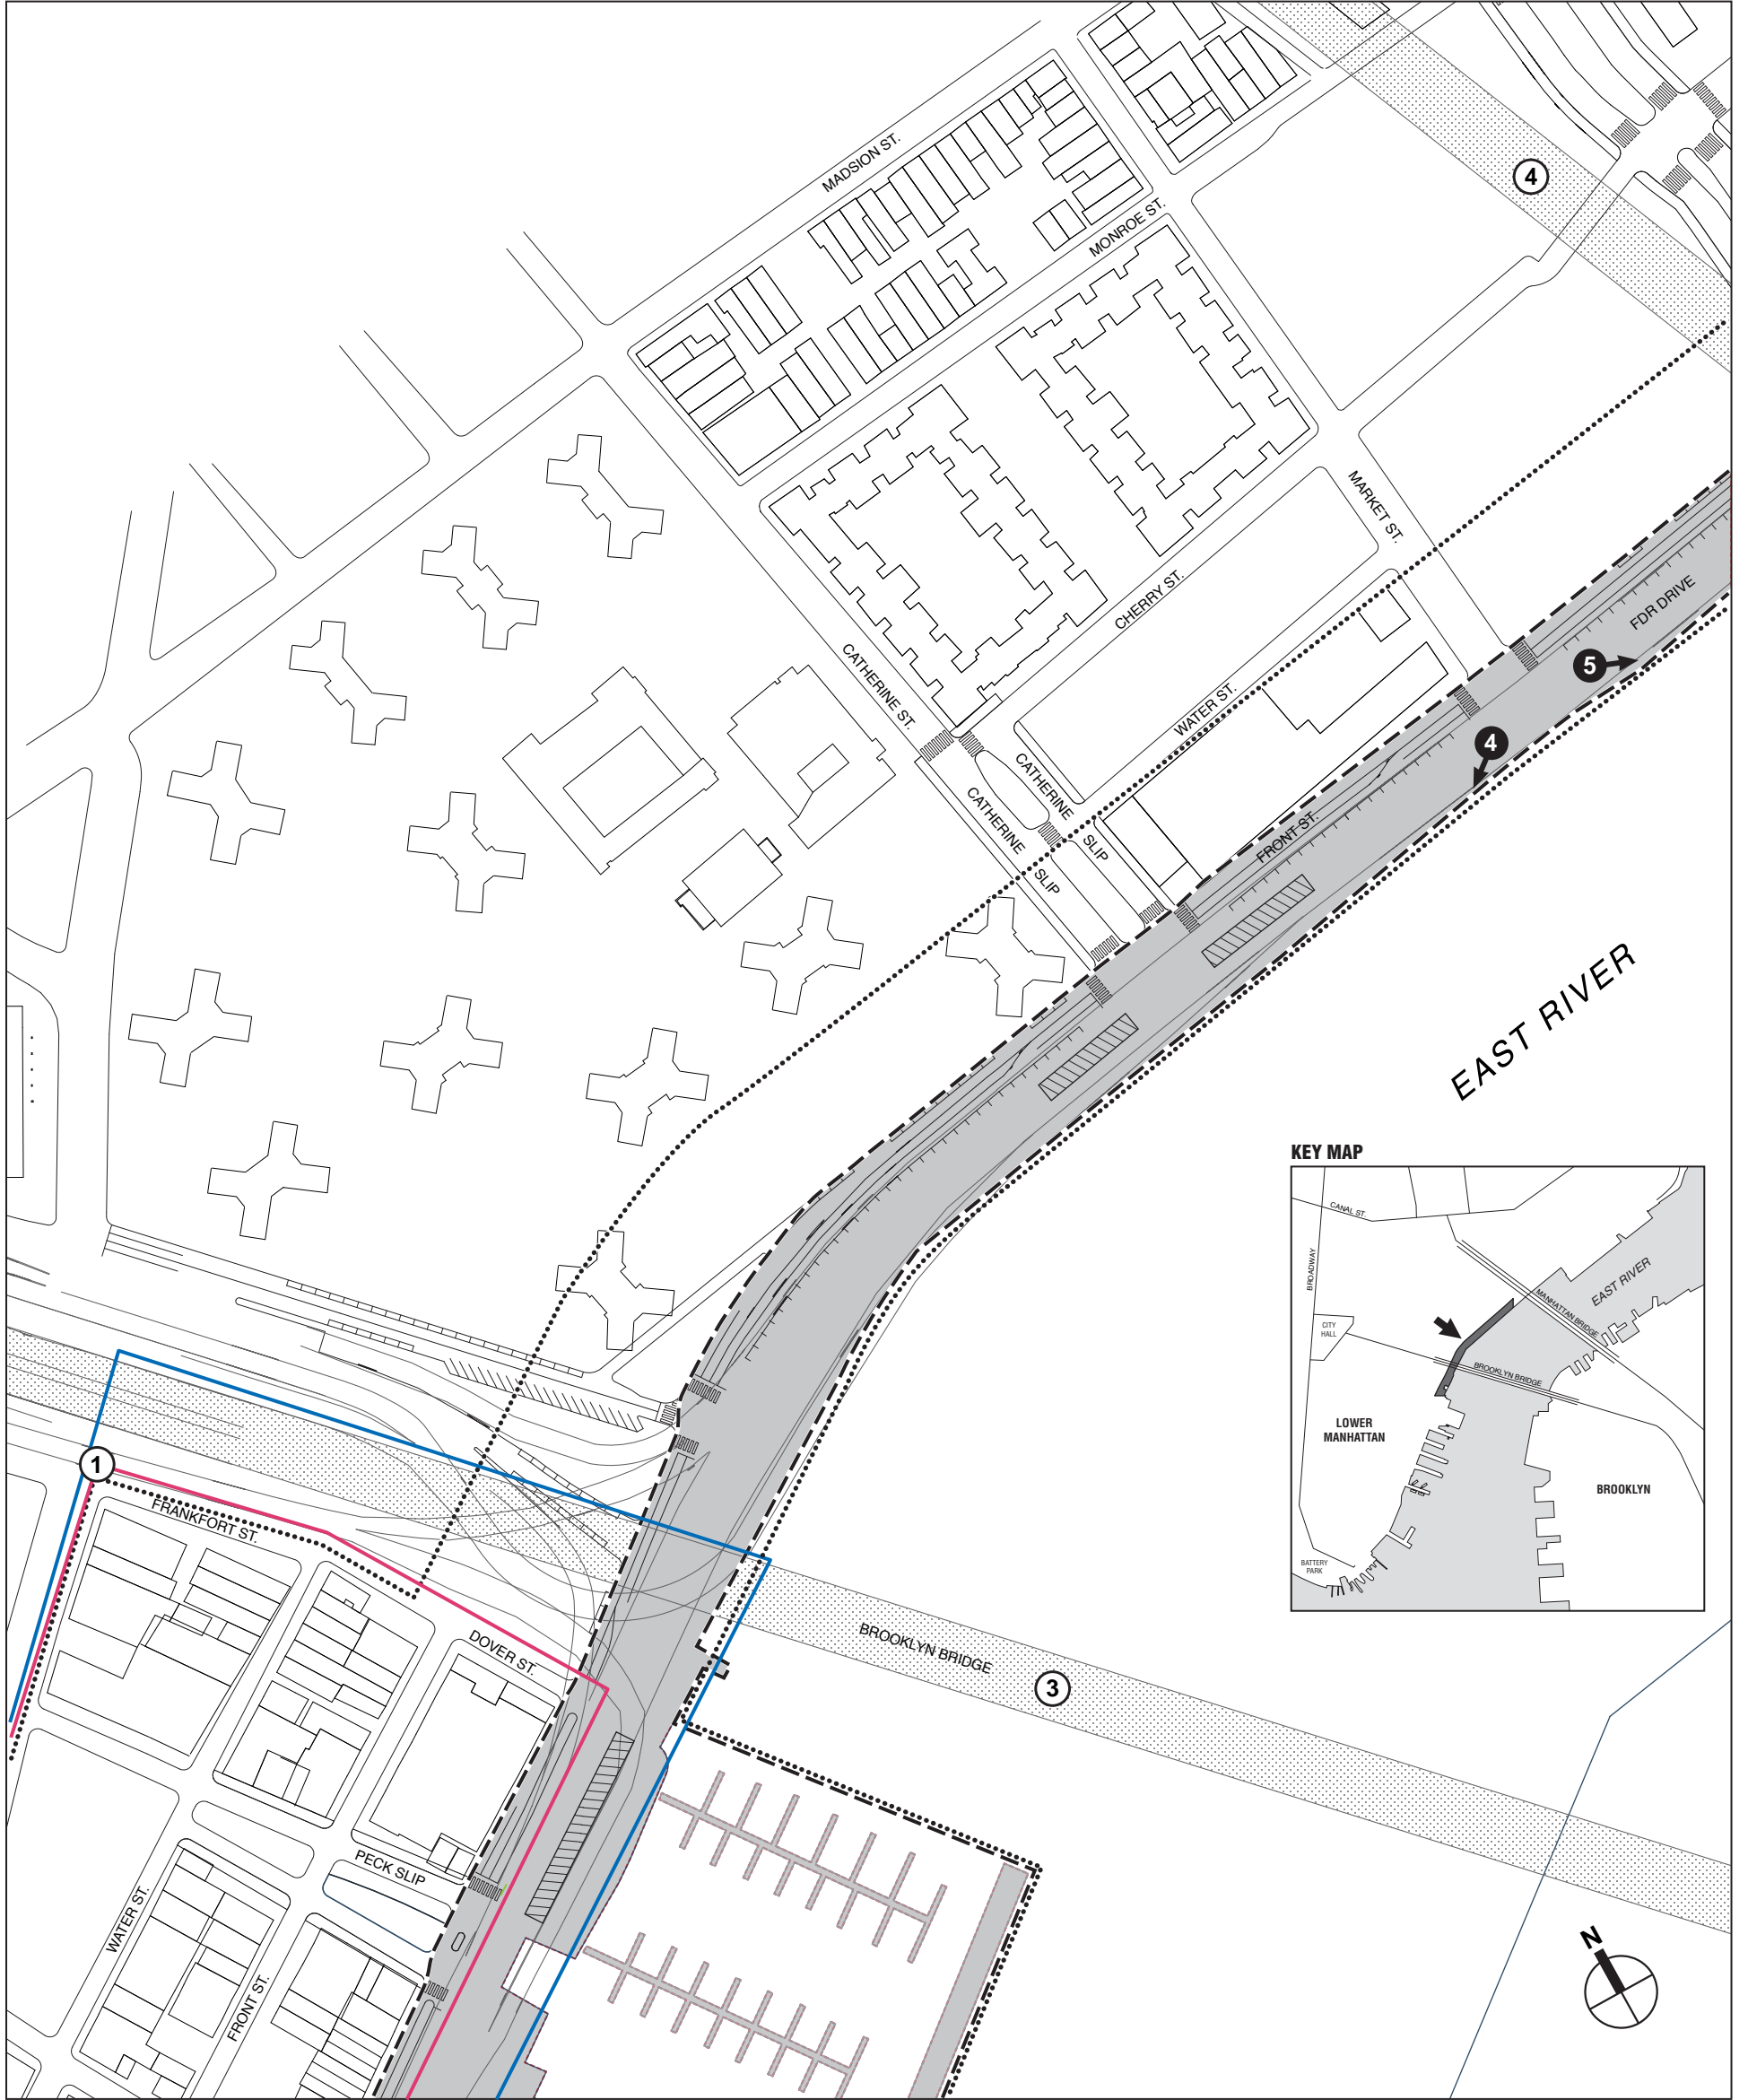 MADSION ST.
4
MONROE ST.
MARKET ST.
CHERRY ST.
FDR DRIVE
5
CATHERINE ST.
WATER ST.
4
CATHERINE
SLIP
CATHERINE
SLIP
FRONT ST.
EAST RIVER
KEY MAP
CANAL ST.
BROADWAY
EAST RIVER
MANHATTAN BRIDGE
CITY
HALL
BROOKLYN BRIDGE
LOWER
MANHATTAN
BROOKLYN
BATTERY
PARK
1
FRANKFORT ST.
DOVER ST.
BROOKLYN BRIDGE
3
PECK SLIP
WATER ST.
FRONT ST.
N